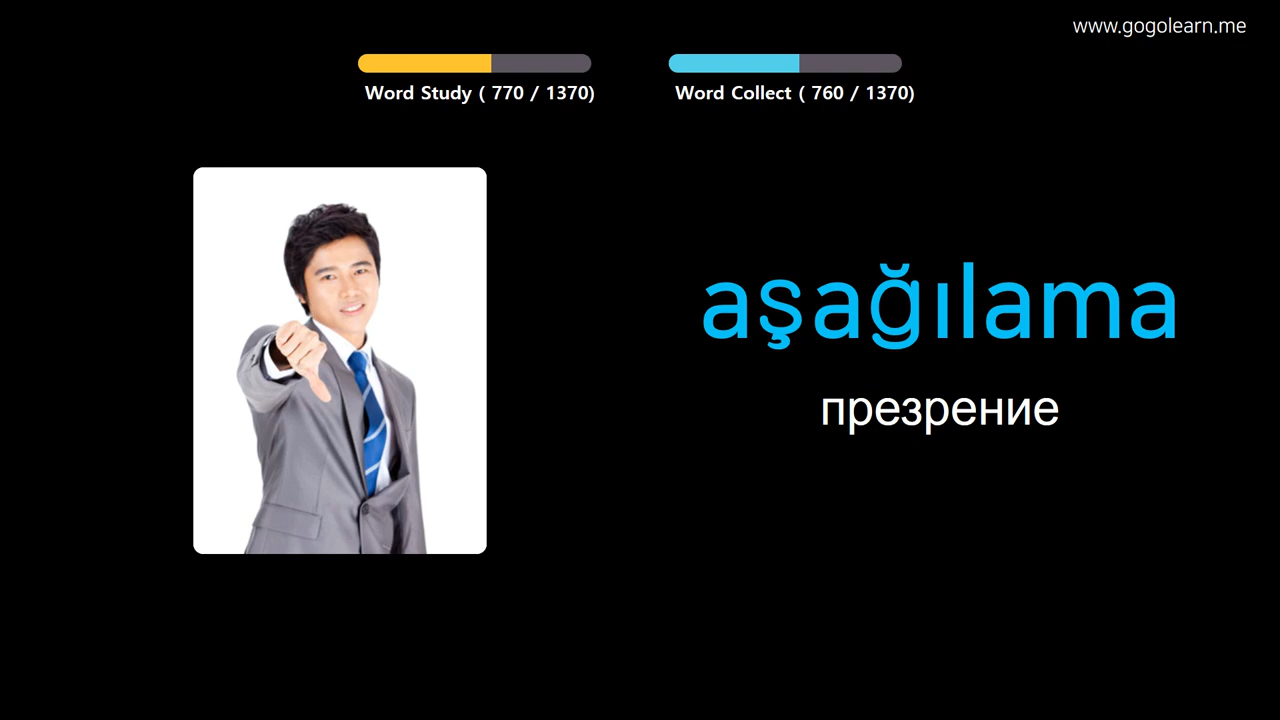 www.gogolearn.me
Word Study ( 770 / 1370)
Word Collect ( 760 / 1370)
aşağılama
презрение